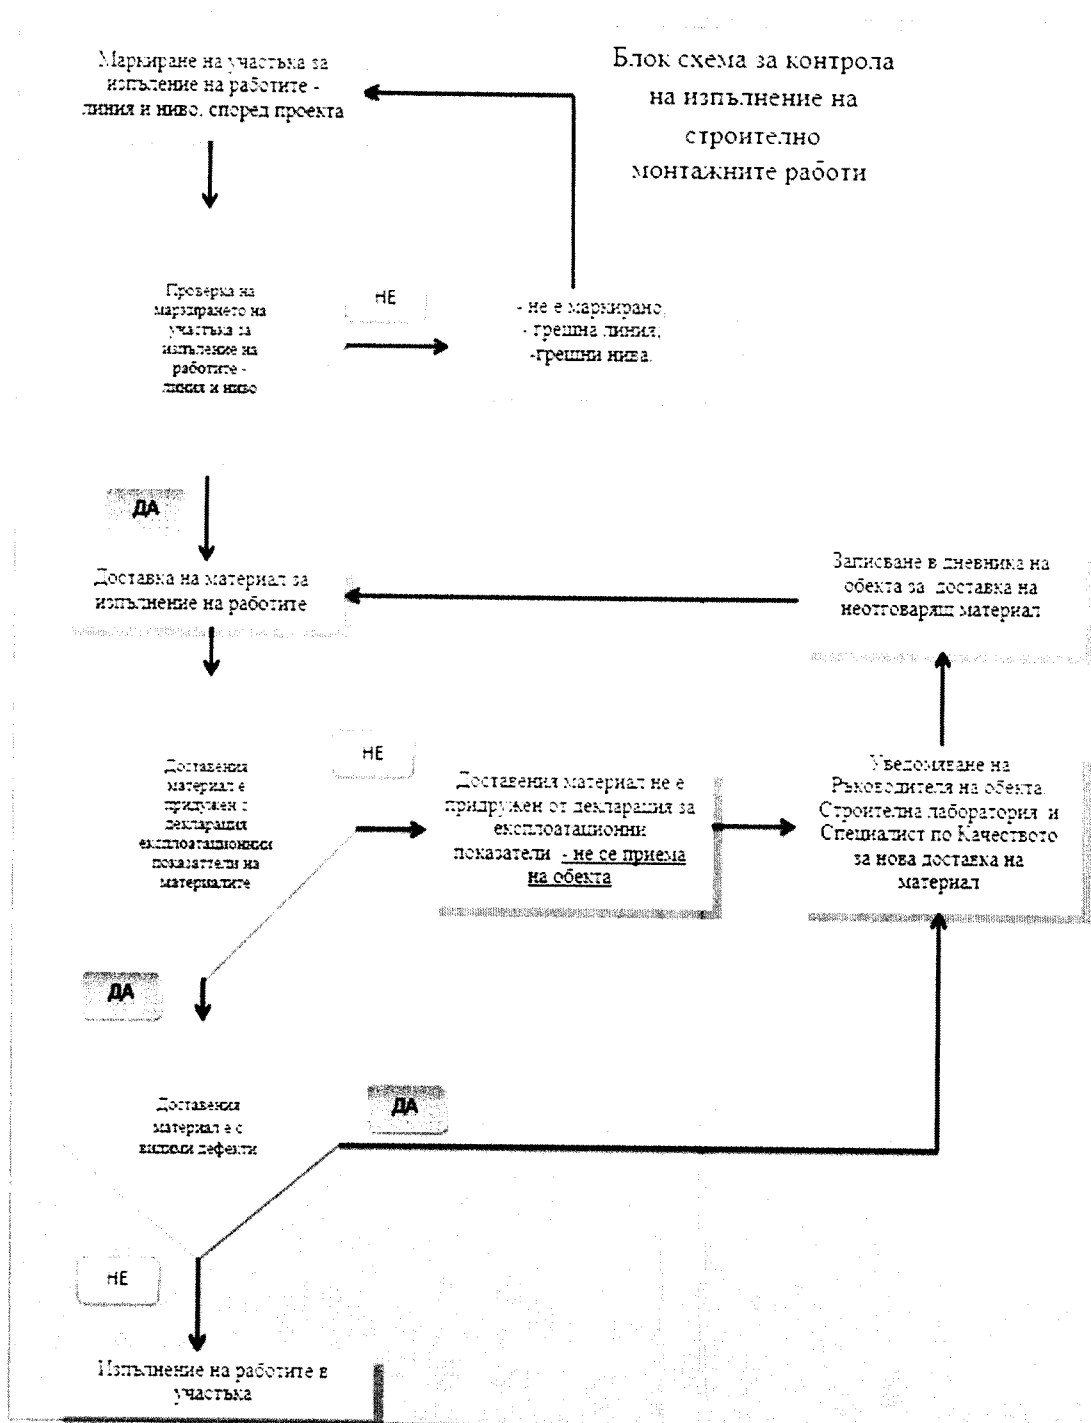 Маркиране на участъка за
изпъление на работите -
линия и ниво, според проекта
Блок схема за контрола
на изпълнение на
строително
монтажните работи
Проверка на
маркирането на
участъка за
изпълнение на
работите -
линия и ниво
НЕ
- не е маркирано;
- грешна линия;
-грешни нива.
ДА
Доставка на материал за
изпълнение на работите
Записване в дневника на
обекта за доставка на
неотговарящ материал
Доставения
материал е
придружен с
декларация
експлоатационни
показаттели на
материалите
НЕ
Доставения материал не е
придружен от декларация за
експлоатационни
показатели - не се приема
на обекта
Уведомяване на
Ръководителя на обекта
Строителна лаборатория и
Специалист по Качеството
за нова доставка на
материал
ДА
Доставения
материал е с
видими дефекти
ДА
НЕ
Изпълнение на работите в
участъка